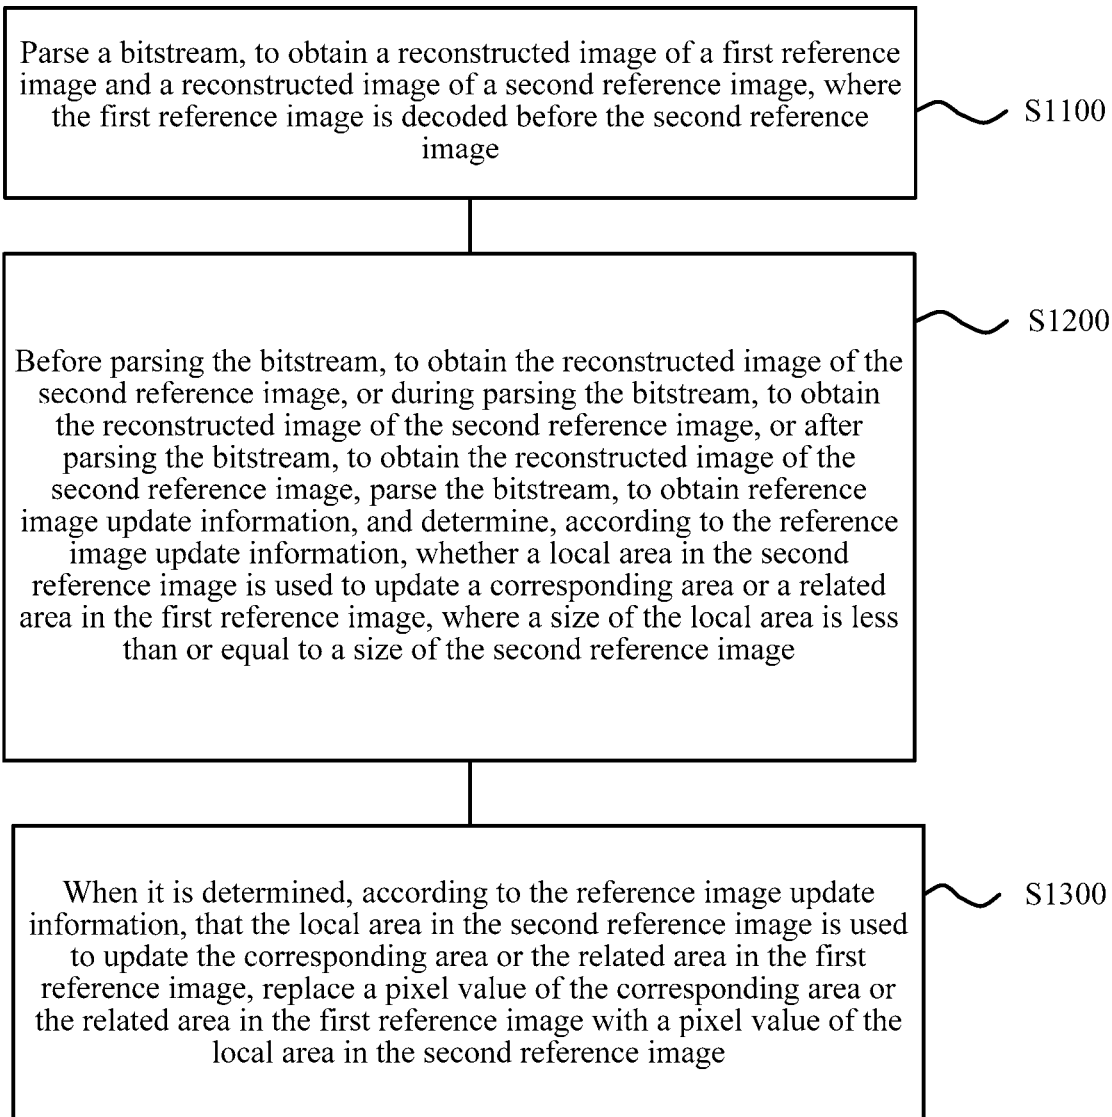 Parse a bitstream, to obtain a reconstructed image of a first reference
image and a reconstructed image of a second reference image, where
the first reference image is decoded before the second reference
image
S1100
S1200
Before parsing the bitstream, to obtain the reconstructed image of the
second reference image, or during parsing the bitstream, to obtain
the reconstructed image of the second reference image, or after
parsing the bitstream, to obtain the reconstructed image of the
second reference image, parse the bitstream, to obtain reference
image update information, and determine, according to the reference
image update information, whether a local area in the second
reference image is used to update a corresponding area or a related
area in the first reference image, where a size of the local area is less
than or equal to a size of the second reference image
S1300
When it is determined, according to the reference image update
information, that the local area in the second reference image is used
to update the corresponding area or the related area in the first
reference image, replace a pixel value of the corresponding area or
the related area in the first reference image with a pixel value of the
local area in the second reference image